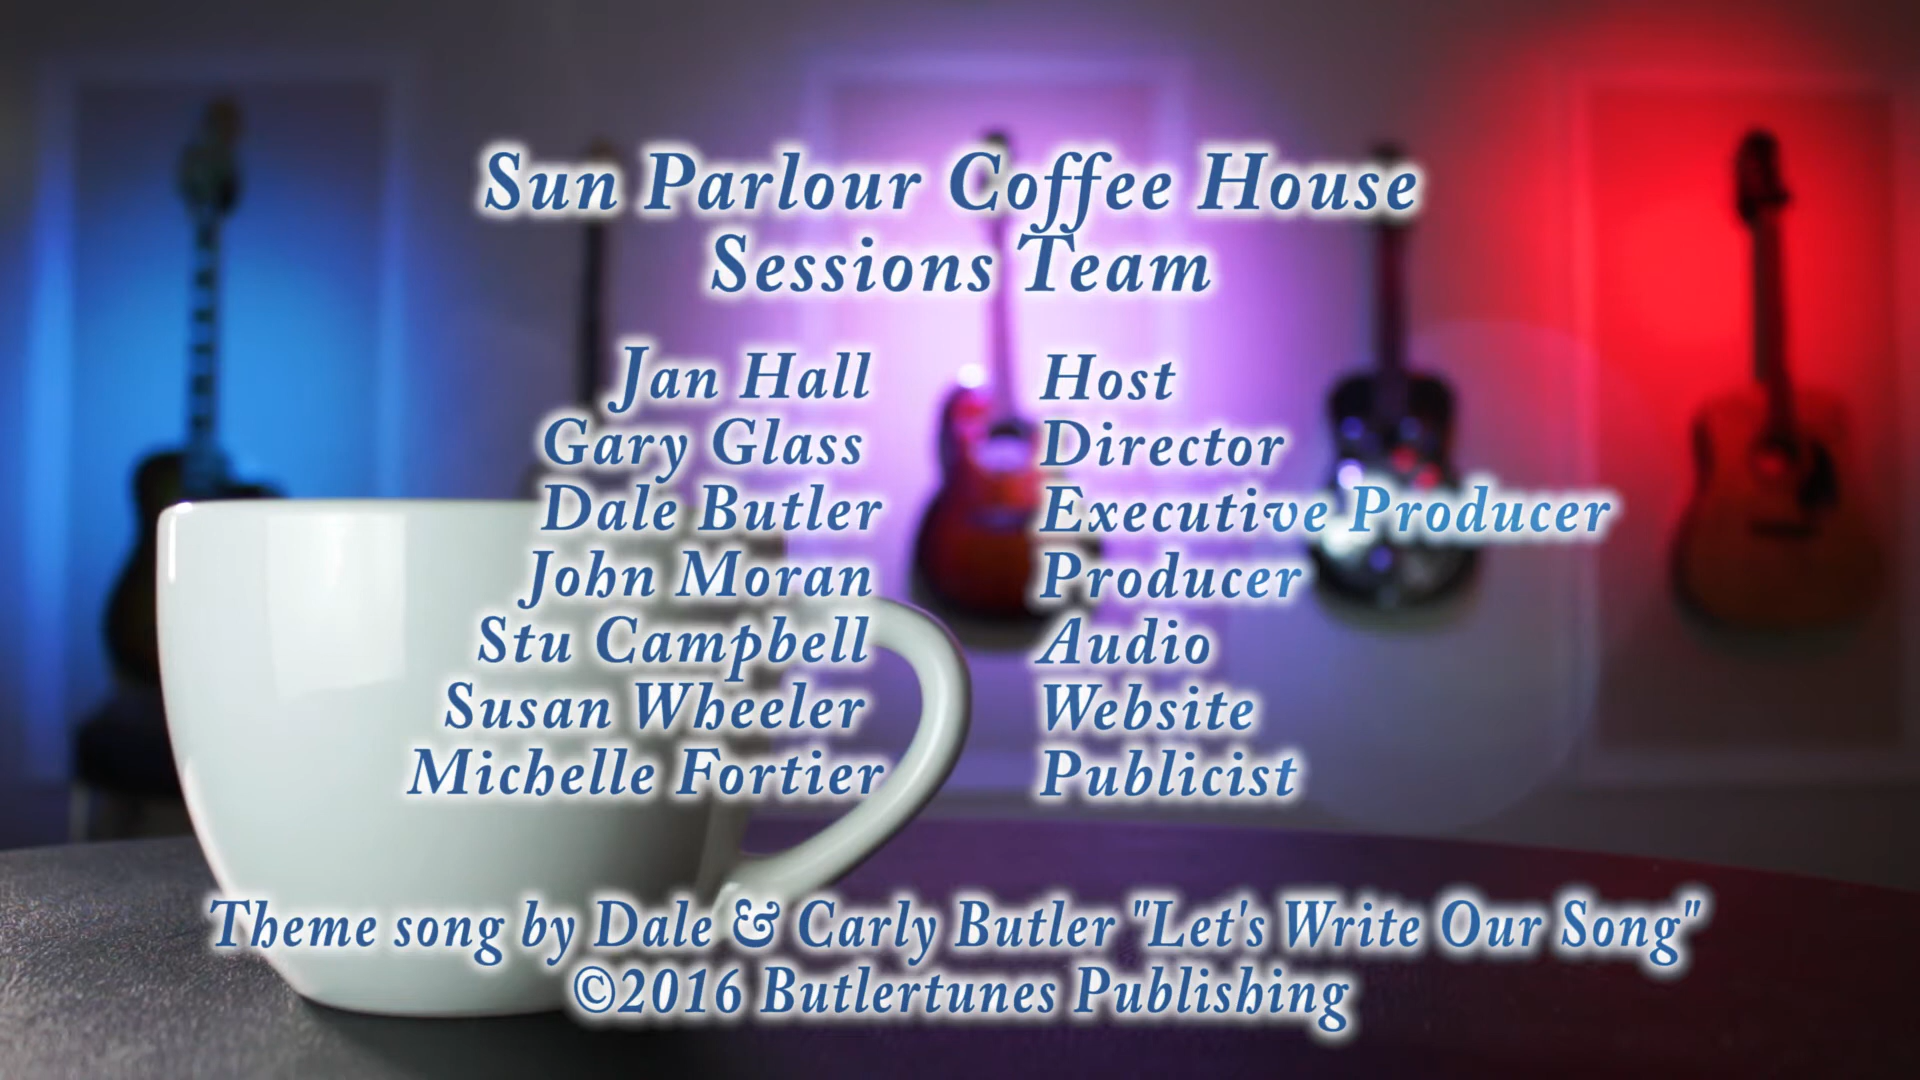 Sun Parlour Coffee House
Sessions Team
Jan Hall Host
Gary Glass Director
Dale Butler Executive Producer
John Moran Producer
Stu Campbell Audio
Susan Wheeler Website
Michelle Fortier Publicist
Theme song by Dale & Carly Butler "Let's Write Our Song"
©2016 Butlertunes Publishing